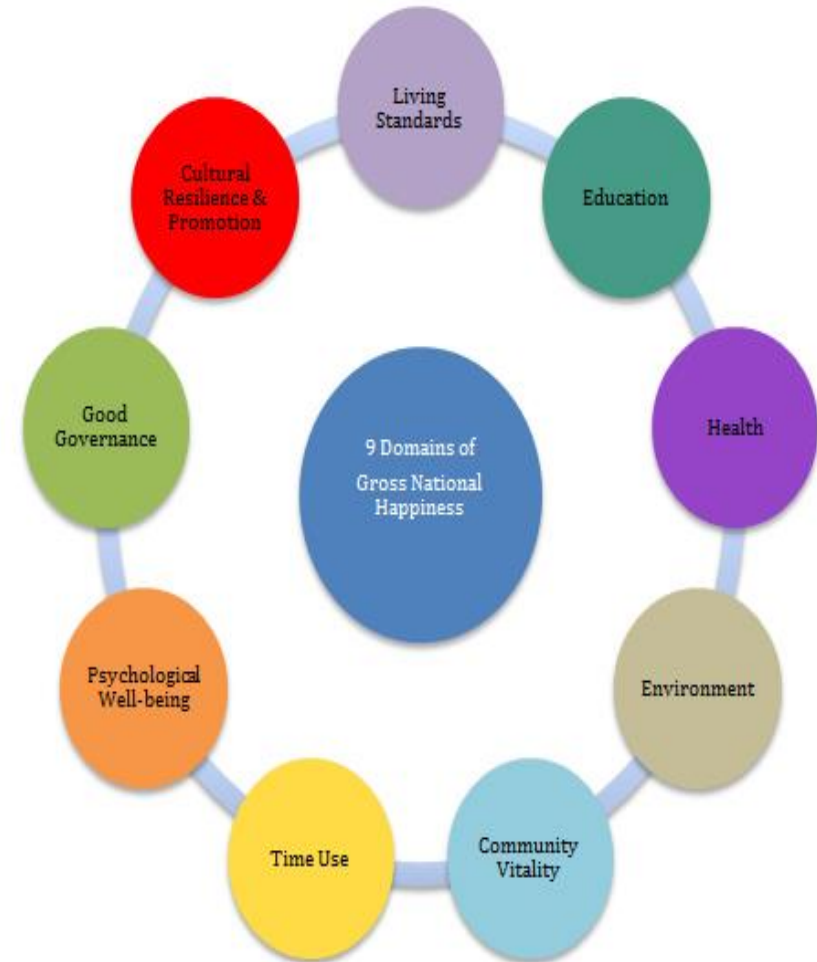 Living
Standards
Education
Health
Environment
Community
Vitality
Time Use
Psychological
Well-being
Good
Governance
Cultural
Resilience &
Promotion
9 Domains of
Gross National
Happiness